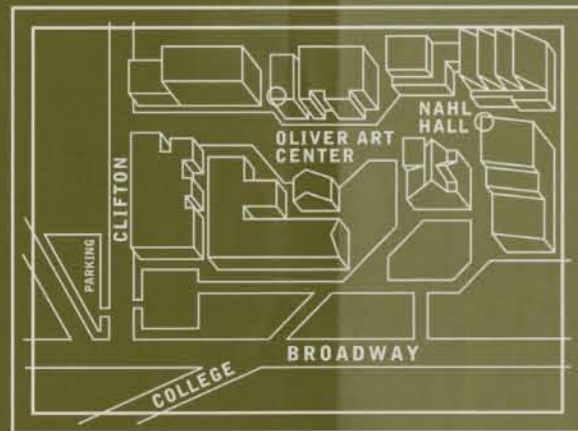 NAHL
HALL
OLIVER ART
CENTER
CLIFTON
PARKING
BROADWAY
COLLEGE